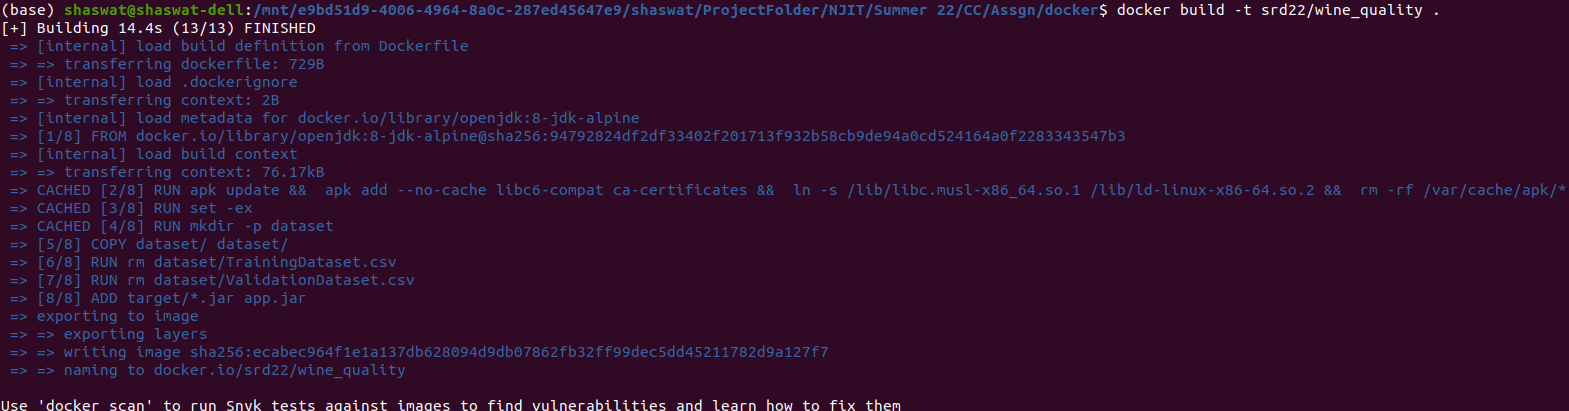 (base) shaswat@shaswat-dell:/mnt/e9bd51d9-4006-4964-8a0c-287ed45647e9/shaswat/ProjectFolder/NJIT/Summer 22/CC/Assgn/docker$ docker build -t srd22/wine_quality .
[+] Building 14.4s (13/13) FINISHED
=> [internal] load build definition from Dockerfile
=> => transferring dockerfile: 729B
=> [internal] load .dockerignore
=> => transferring context: 2B
=> [internal] load metadata for docker.io/library/openjdk:8-jdk-alpine
=> [1/8] FROM docker.io/library/openjdk:8-jdk-alpine@sha256:94792824df2df33402f201713f932b58cb9de94a0cd524164a0f2283343547b3
=> [internal] load build context
=> => transferring context: 76.17kB
=> CACHED [2/8] RUN apk update &&  apk add --no-cache libc6-compat ca-certificates &&  ln -s /lib/libc.musl-x86_64.so.1 /lib/ld-linux-x86-64.so.2 &&  rm -rf /var/cache/apk/*
=> CACHED [3/8] RUN set -ex
=> CACHED [4/8] RUN mkdir -p dataset
=> [5/8] COPY dataset/ dataset/
=> [6/8] RUN rm dataset/TrainingDataset.csv
=> [7/8] RUN rm dataset/ValidationDataset.csv
=> [8/8] ADD target/*.jar app.jar
=> exporting to image
=> => exporting layers
=> => writing image sha256:ecabec964f1e1a137db628094d9db07862fb32ff99dec5dd45211782d9a127f7
=> => naming to docker.io/srd22/wine_quality
Use 'docker scan' to run Snyk tests against images to find vulnerabilities and learn how to fix them